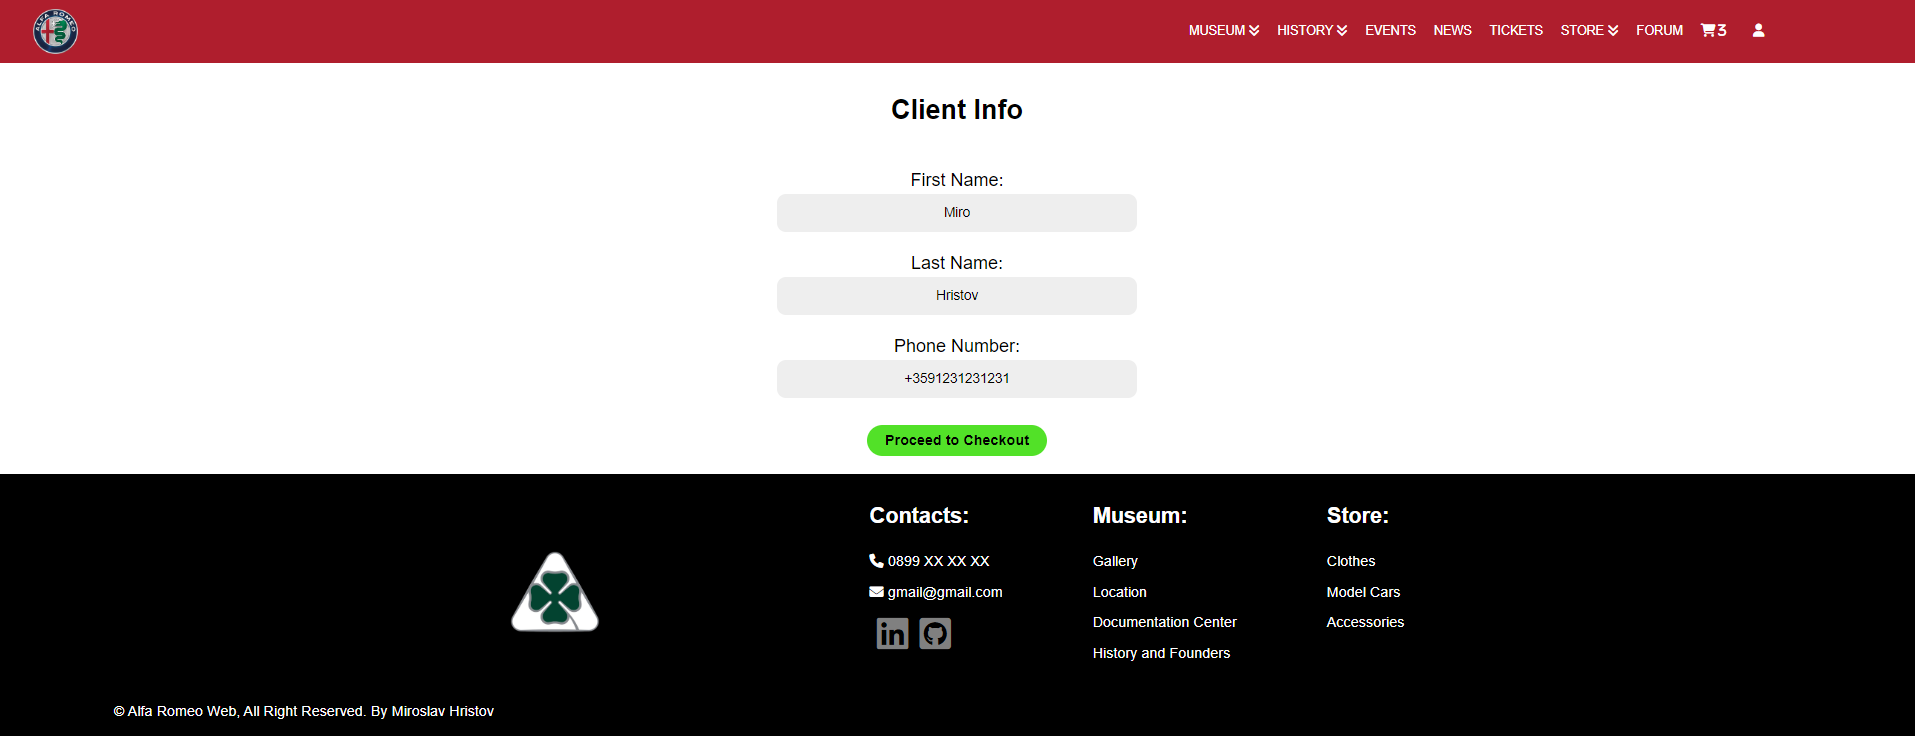 ALFA ROMEO
MUSEUM HISTORY EVENTS NEWS TICKETS STORE FORUM 3
Client Info
First Name:
Miro
Last Name:
Hristov
Phone Number:
+3591231231231
Proceed to Checkout
Contacts:
0899 XX XX XX
gmail@gmail.com
in
Museum:
Gallery
Location
Documentation Center
History and Founders
Store:
Clothes
Model Cars
Accessories
© Alfa Romeo Web, All Right Reserved. By Miroslav Hristov